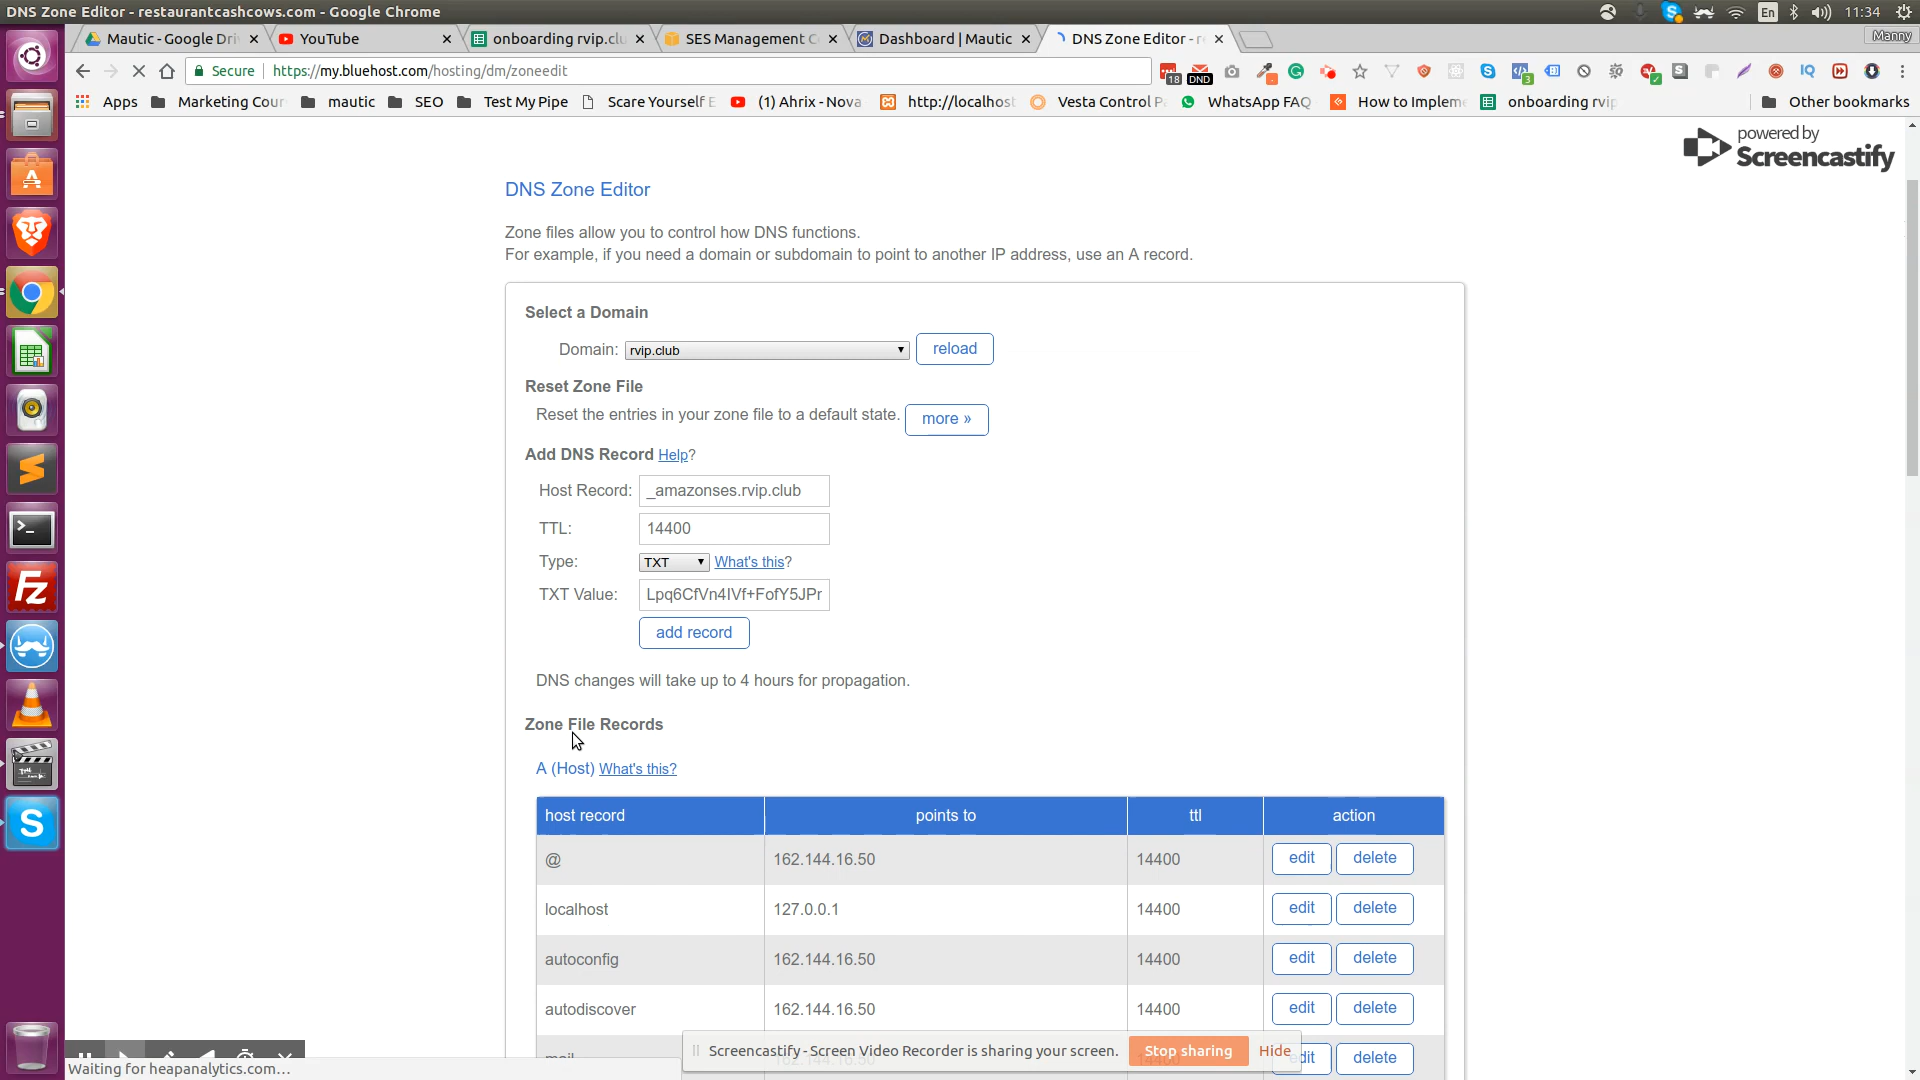 DNS Zone Editor - restaurantcashcows.com - Google Chrome
En
11:34
Mautic - Google Dri
YouTube
onboarding rvip.clu
SES Management C
Dashboard | Mautic
DNS Zone Editor - r
Manny
Secure
https://my.bluehost.com/hosting/dm/zoneedit
18
DND
3
IQ
Apps
Marketing Cour
mautic
SEO
Test My Pipe
Scare Yourself
(1) Ahrix - Nova
http://localhost
Vesta Control P
WhatsApp FAQ
How to Implem
onboarding rvip
Other bookmarks
powered by
Screencastify
DNS Zone Editor
Zone files allow you to control how DNS functions.
For example, if you need a domain or subdomain to point to another IP address, use an A record.
Select a Domain
Domain: rvip.club reload
Reset Zone File
Reset the entries in your zone file to a default state. more »
Add DNS Record Help?
Host Record: _amazonses.rvip.club
TTL: 14400
Type: TXT What's this?
TXT Value: Lpq6CfVn4IVf+FofY5JPr
add record
DNS changes will take up to 4 hours for propagation.
Zone File Records
A (Host) What's this?
host record points to ttl action
@ 162.144.16.50 14400 edit delete
localhost 127.0.0.1 14400 edit delete
autoconfig 162.144.16.50 14400 edit delete
autodiscover 162.144.16.50 14400 edit delete
delete
Screencastify - Screen Video Recorder is sharing your screen. Stop sharing Hide
Waiting for heapanalytics.com...